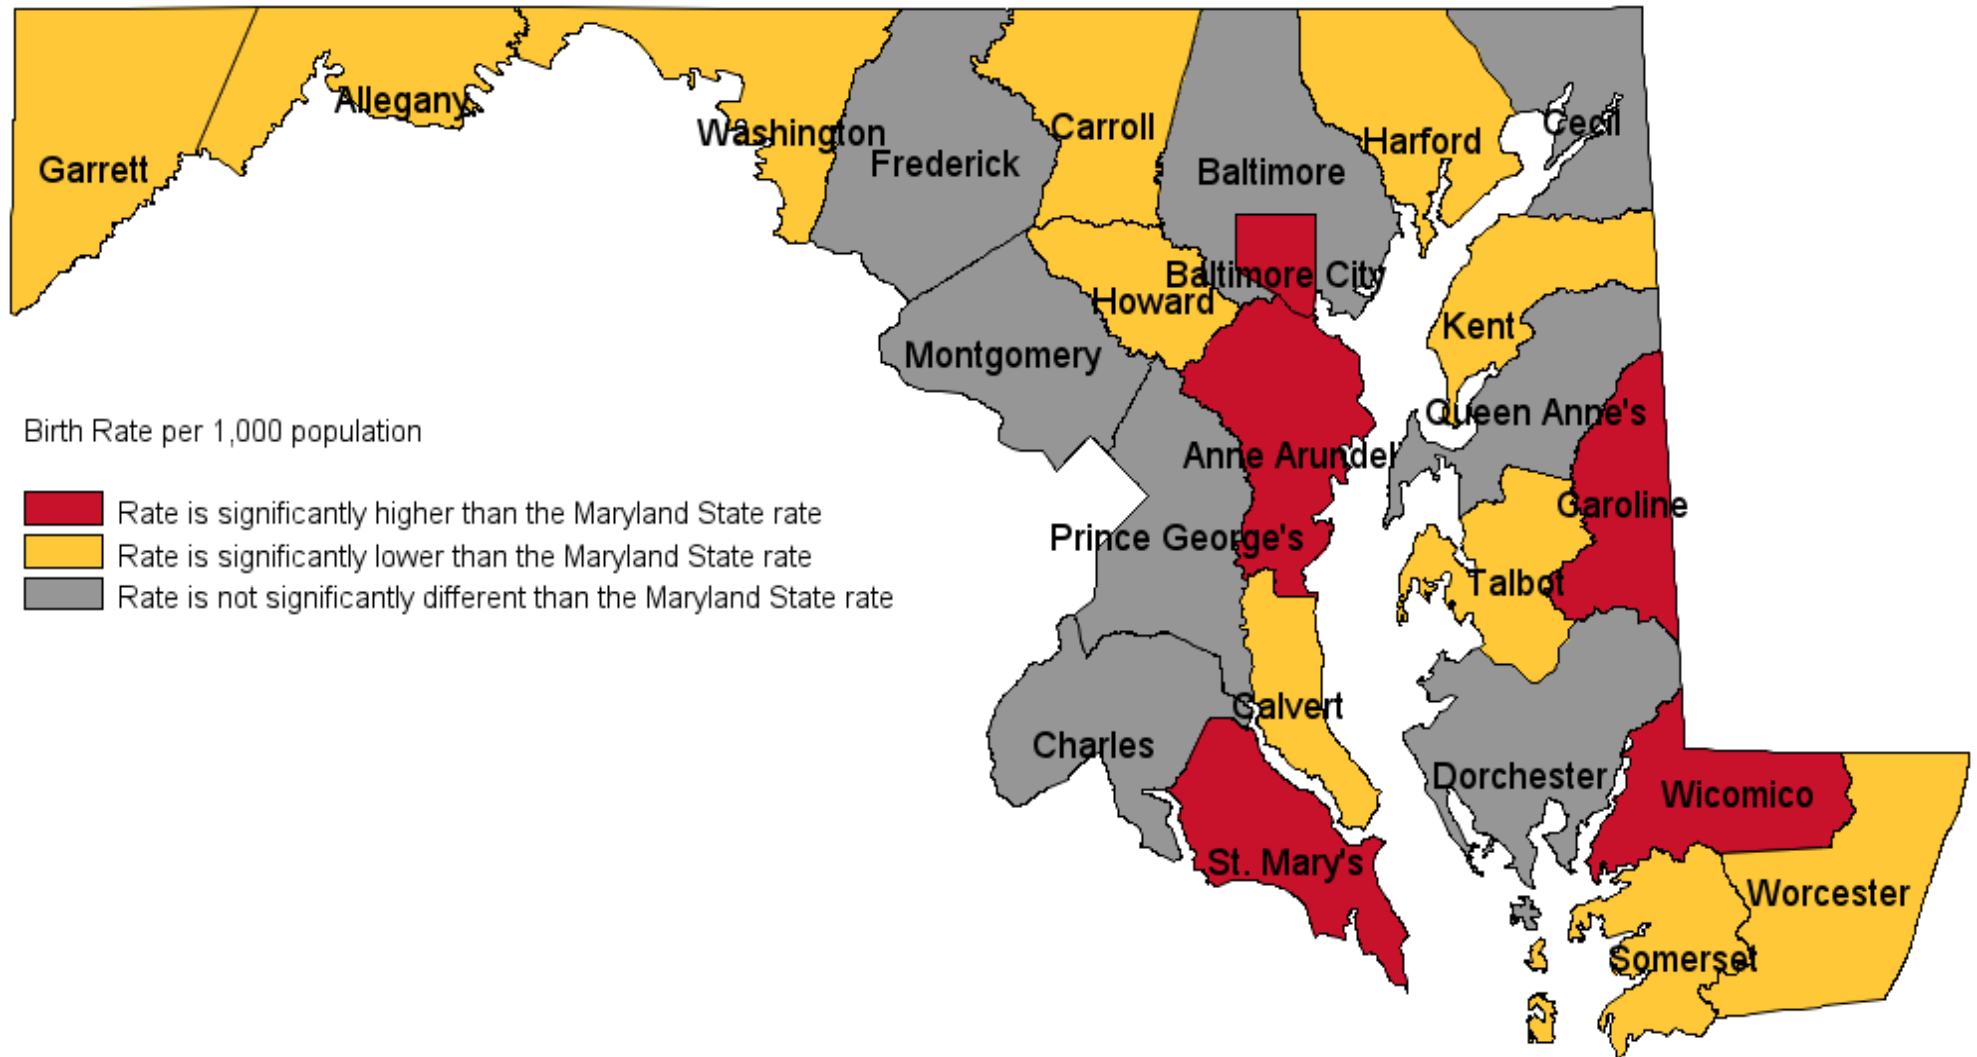 Allegany
Garrett
Washington
Frederick
Carroll
Baltimore
Harford
Cecil
Baltimore City
Howard
Montgomery
Kent
Queen Anne's
Anne Arundel
Caroline
Prince George's
Talbot
Calvert
Charles
Dorchester
Wicomico
St. Mary's
Worcester
Somerset
Birth Rate per 1,000 population
Rate is significantly higher than the Maryland State rate
Rate is significantly lower than the Maryland State rate
Rate is not significantly different than the Maryland State rate